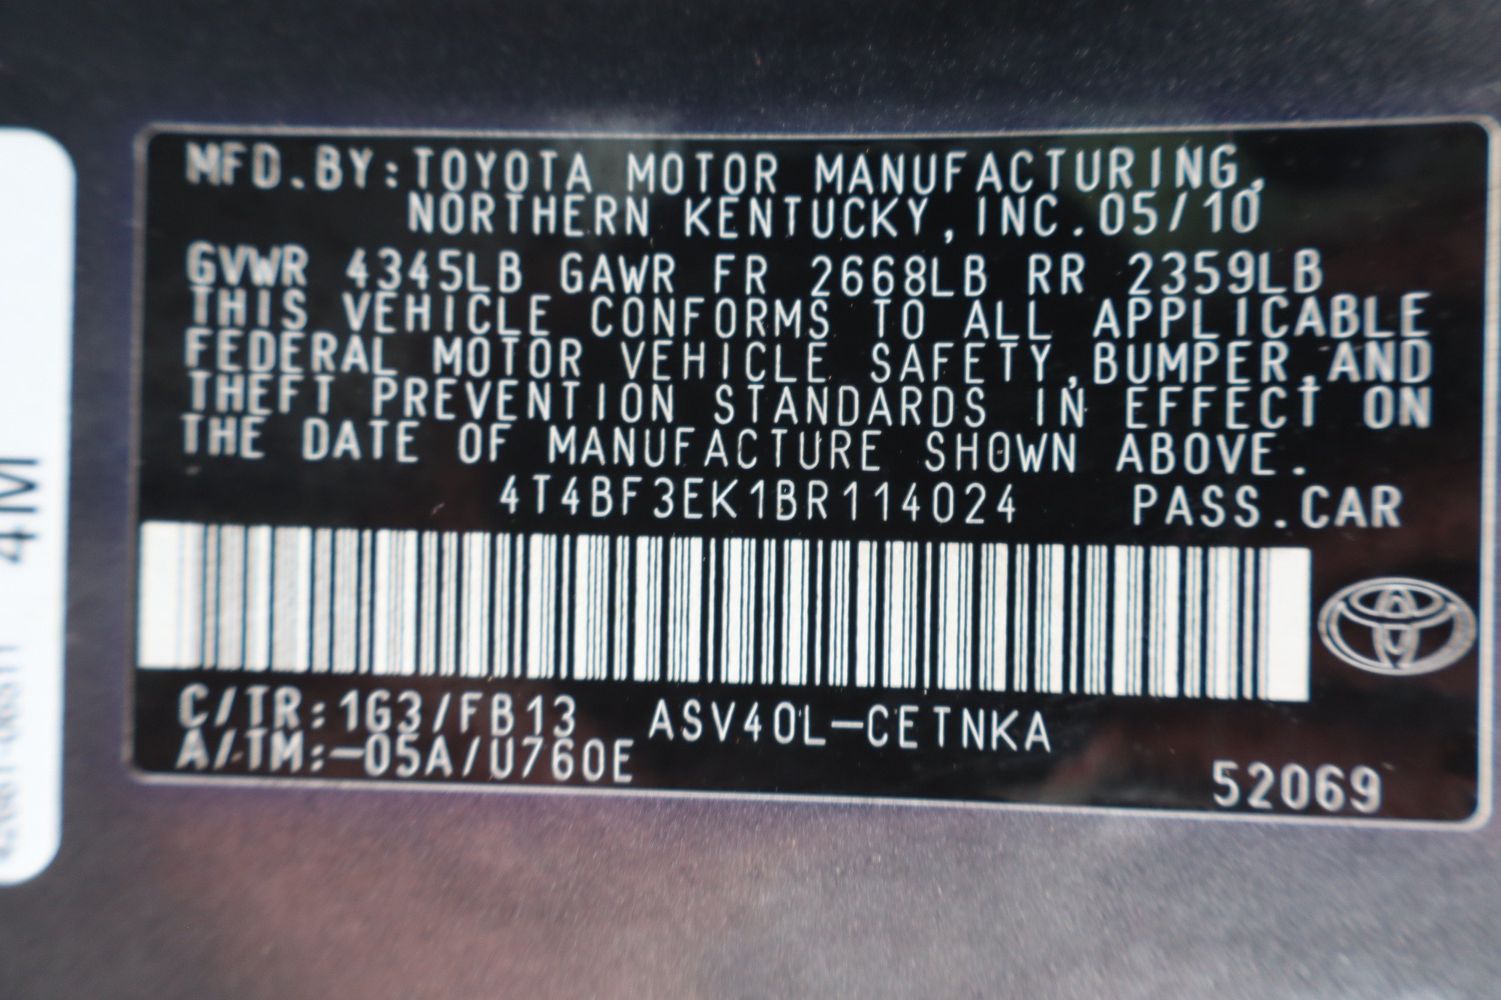 MFD.BY:TOYOTA MOTOR MANUFACTURING,
NORTHERN KENTUCKY,INC.05/10
GVWR 4345LB GAWR FR 2668LB RR 2359LB
THIS VEHICLE CONFORMS TO ALL APPLICABLE
FEDERAL MOTOR VEHICLE SAFETY,BUMPER,AND
THEFT PREVENTION STANDARDS IN EFFECT ON
THE DATE OF MANUFACTURE SHOWN ABOVE.
4T4BF3EK1BR114024 PASS.CAR
C/TR:1G3/FB13 ASV40L-CETNKA
A/TM:-05A/U760E
52069
4M